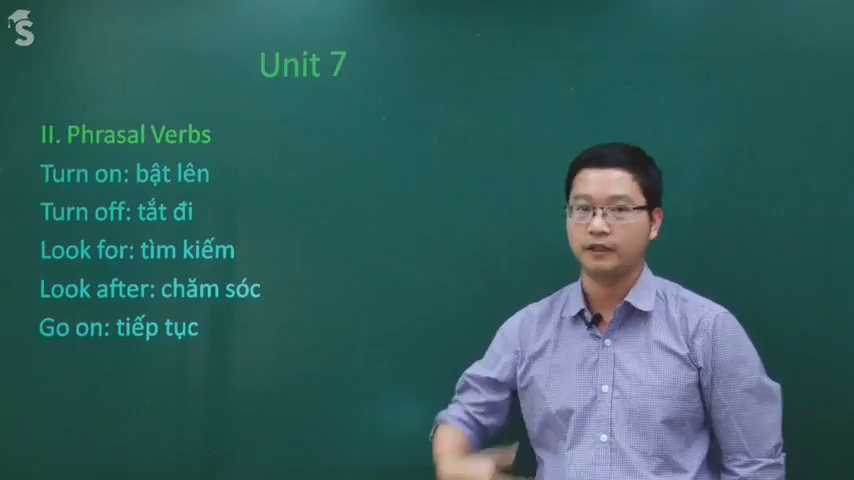 S
Unit 7
II. Phrasal Verbs
Turn on: bật lên
Turn off: tắt đi
Look for: tìm kiếm
Look after: chăm sóc
Go on: tiếp tục